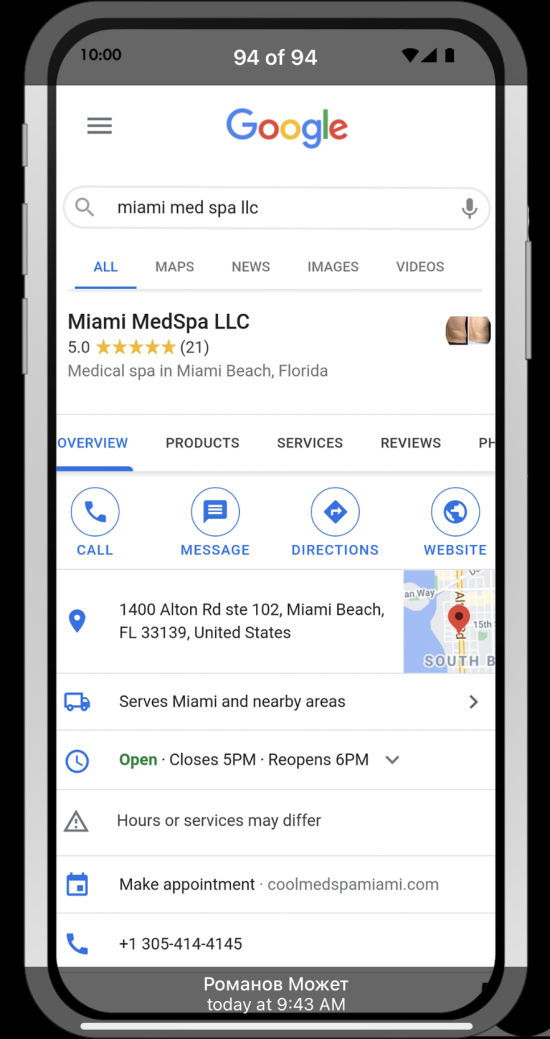 10:00
94 of 94
Google
miami med spa llc
ALL MAPS NEWS IMAGES VIDEOS
Miami MedSpa LLC
5.0 ★★★★★ (21)
Medical spa in Miami Beach, Florida
OVERVIEW PRODUCTS SERVICES REVIEWS PH
CALL MESSAGE DIRECTIONS WEBSITE
1400 Alton Rd ste 102, Miami Beach,
FL 33139, United States
an Way
15th
SOUTH B
Serves Miami and nearby areas
Open · Closes 5PM · Reopens 6PM
Hours or services may differ
Make appointment · coolmedspamiami.com
+1 305-414-4145
Романов Может
today at 9:43 AM